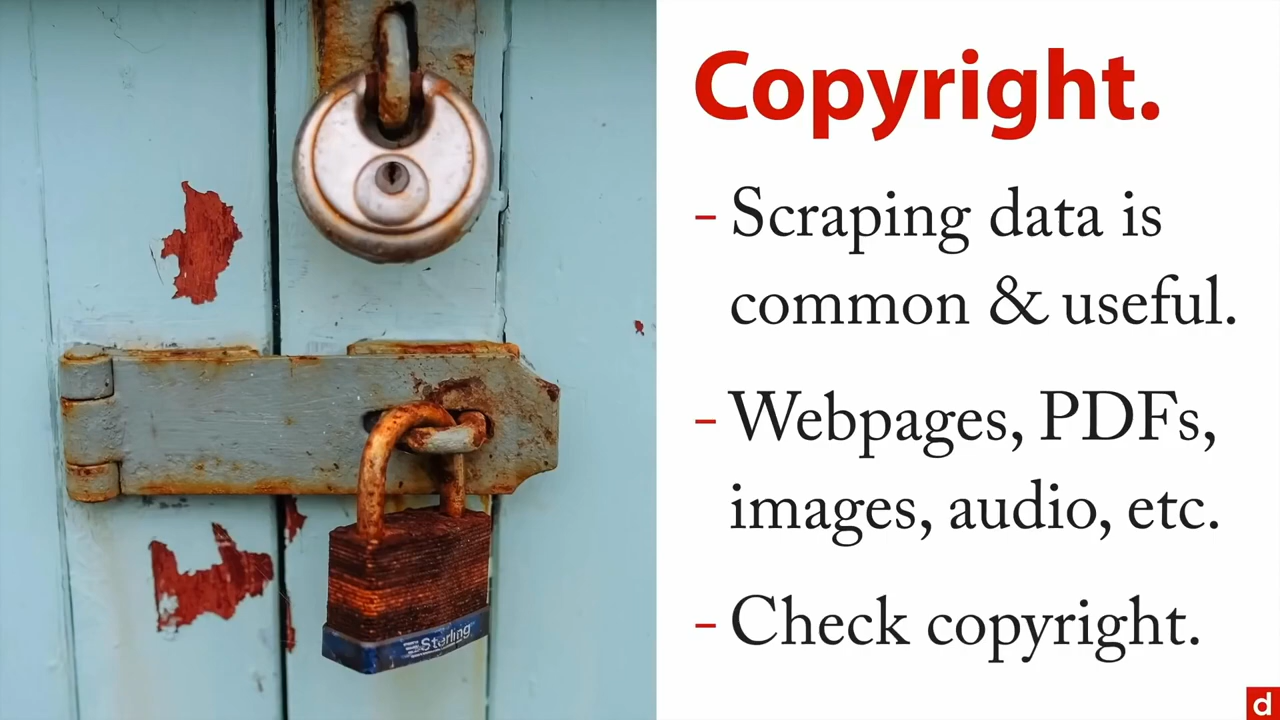 Copyright.
– Scraping data is
common & useful.
– Webpages, PDFs,
images, audio, etc.
– Check copyright.
Sterling
d